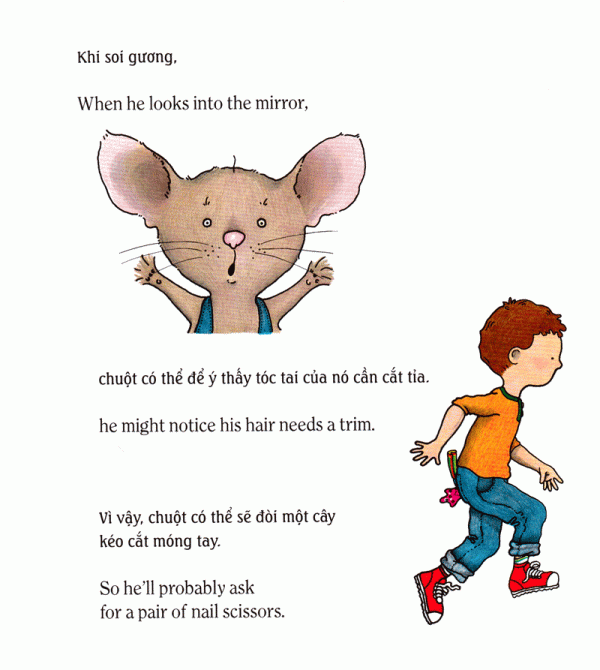 Khi soi gương,
When he looks into the mirror,
chuột có thể để ý thấy tóc tai của nó cần cắt tỉa.
he might notice his hair needs a trim.
Vì vậy, chuột có thể sẽ đòi một cây
kéo cắt móng tay.
So he'll probably ask
for a pair of nail scissors.